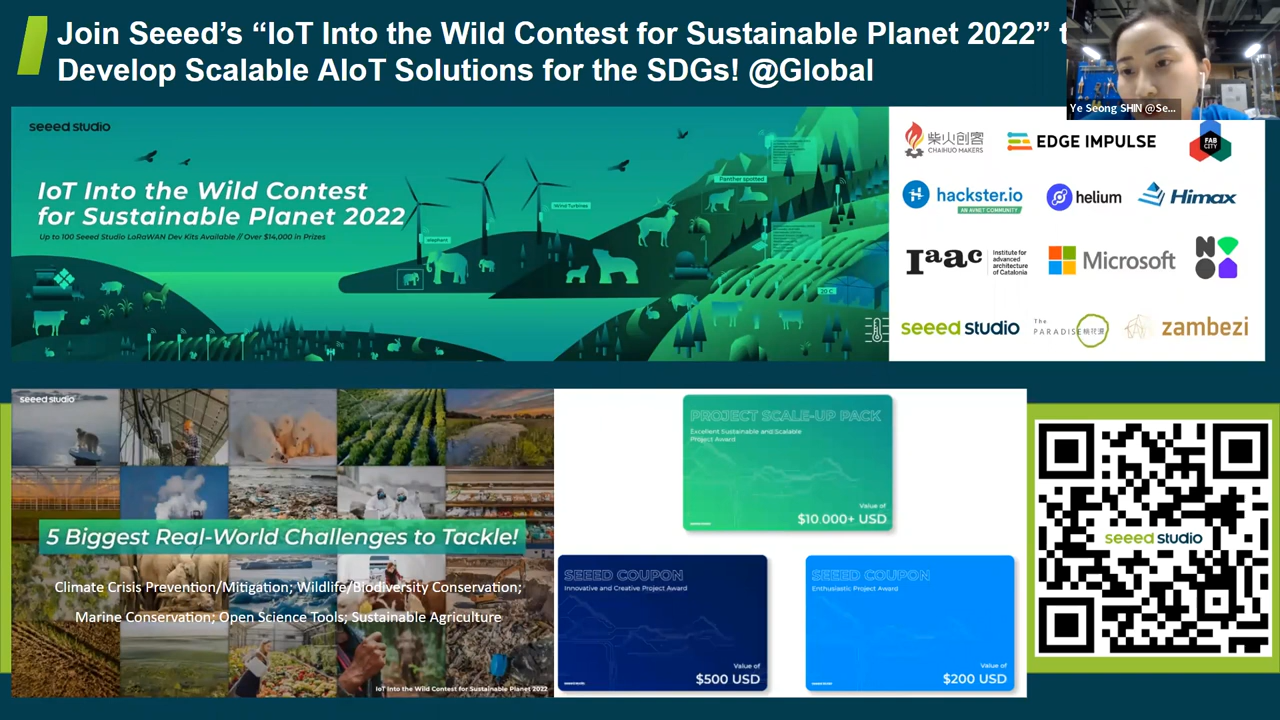 Join Seeed’s “IoT Into the Wild Contest for Sustainable Planet 2022” t
Develop Scalable AIoT Solutions for the SDGs! @Global
Ye Seong SHIN @Se...
seeed studio
IoT Into the Wild Contest
for Sustainable Planet 2022
Up to 100 Seeed Studio LoRaWAN Dev Kits Available // Over $14,000 in Prizes
Panther spotted
Wind Turbines
elephant
20 C
柴火创客
CHAIHUO MAKERS
EDGE IMPULSE
FAB
CITY
hackster.io
AN AVNET COMMUNITY
helium
Himax
Iaac
Institute for
advanced
architecture
of Catalonia
Microsoft
seeed studio
The
PARADISE
zambezi
seeed studio
5 Biggest Real-World Challenges to Tackle!
Climate Crisis Prevention/Mitigation; Wildlife/Biodiversity Conservation;
Marine Conservation; Open Science Tools; Sustainable Agriculture
IoT Into the Wild Contest for Sustainable Planet 2022
PROJECT SCALE-UP PACK
Excellent Sustainable and Scalable
Project Award
Value of
$10.000+ USD
SEEED COUPON
Innovative and Creative Project Award
Value of
$500 USD
SEEED COUPON
Enthusiastic Project Award
Value of
$200 USD
seeed studio